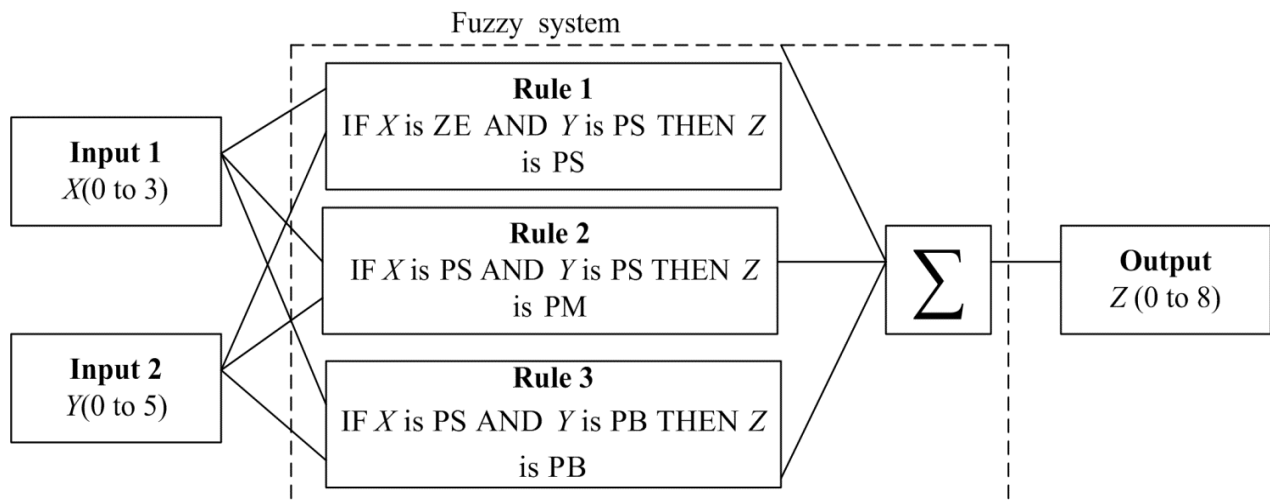 Fuzzy system
Input 1
X(0 to 3)
Input 2
Y(0 to 5)
Rule 1
IF X is ZE AND Y is PS THEN Z
is PS
Rule 2
IF X is PS AND Y is PS THEN Z
is PM
Rule 3
IF X is PS AND Y is PB THEN Z
is PB
∑
Output
Z (0 to 8)